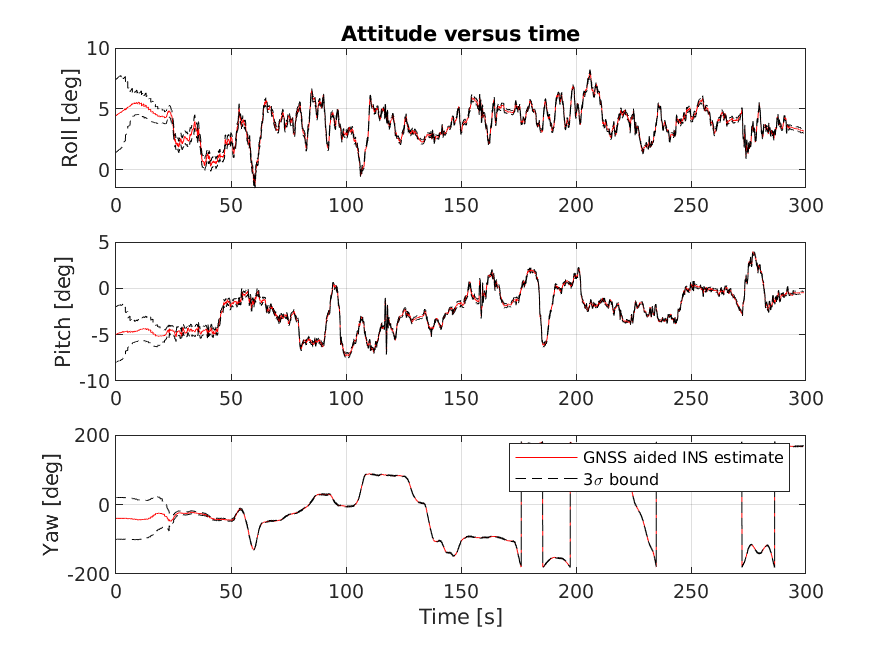 Attitude versus time
Roll [deg]
10
5
0
0 50 100 150 200 250 300
Pitch [deg]
5
0
-5
-10
0 50 100 150 200 250 300
Yaw [deg]
200
0
-200
GNSS aided INS estimate
3σ bound
0 50 100 150 200 250 300
Time [s]